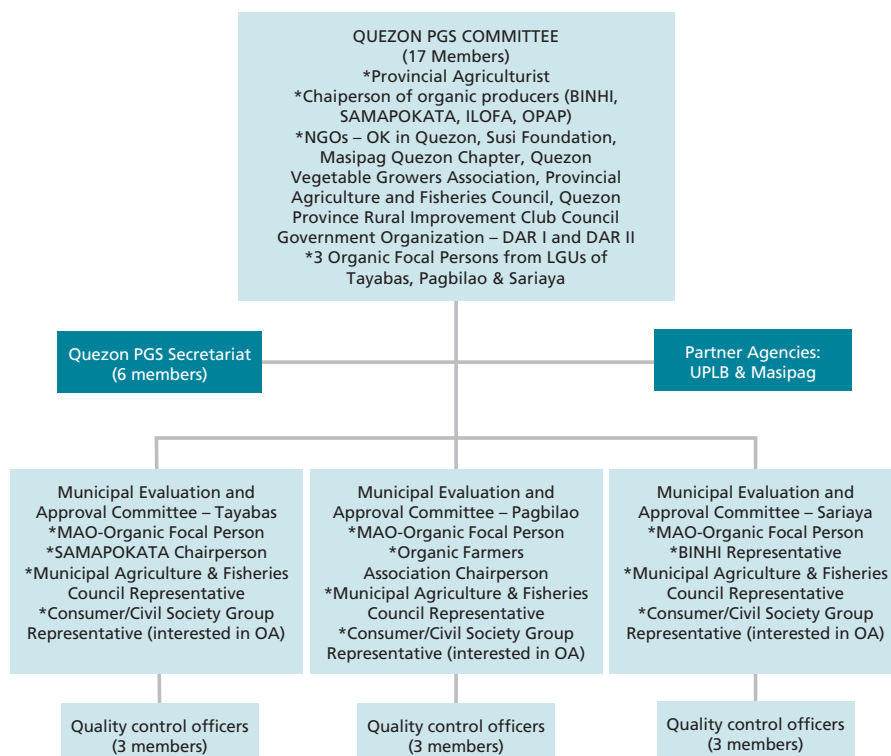 QUEZON PGS COMMITTEE
(17 Members)
*Provincial Agriculturist
*Chaiperson of organic producers (BINHI,
SAMAPOKATA, ILOFA, OPAP)
*NGOs – OK in Quezon, Susi Foundation,
Masipag Quezon Chapter, Quezon
Vegetable Growers Association, Provincial
Agriculture and Fisheries Council, Quezon
Province Rural Improvement Club Council
Government Organization – DAR I and DAR II
*3 Organic Focal Persons from LGUs of
Tayabas, Pagbilao & Sariaya
Quezon PGS Secretariat
(6 members)
Partner Agencies:
UPLB & Masipag
Municipal Evaluation and
Approval Committee – Tayabas
*MAO-Organic Focal Person
*SAMAPOKATA Chairperson
*Municipal Agriculture & Fisheries
Council Representative
*Consumer/Civil Society Group
Representative (interested in OA)
Municipal Evaluation and
Approval Committee – Pagbilao
*MAO-Organic Focal Person
*Organic Farmers
Association Chairperson
*Municipal Agriculture & Fisheries
Council Representative
*Consumer/Civil Society Group
Representative (interested in OA)
Municipal Evaluation and
Approval Committee – Sariaya
*MAO-Organic Focal Person
*BINHI Representative
*Municipal Agriculture & Fisheries
Council Representative
*Consumer/Civil Society Group
Representative (interested in OA)
Quality control officers
(3 members)
Quality control officers
(3 members)
Quality control officers
(3 members)